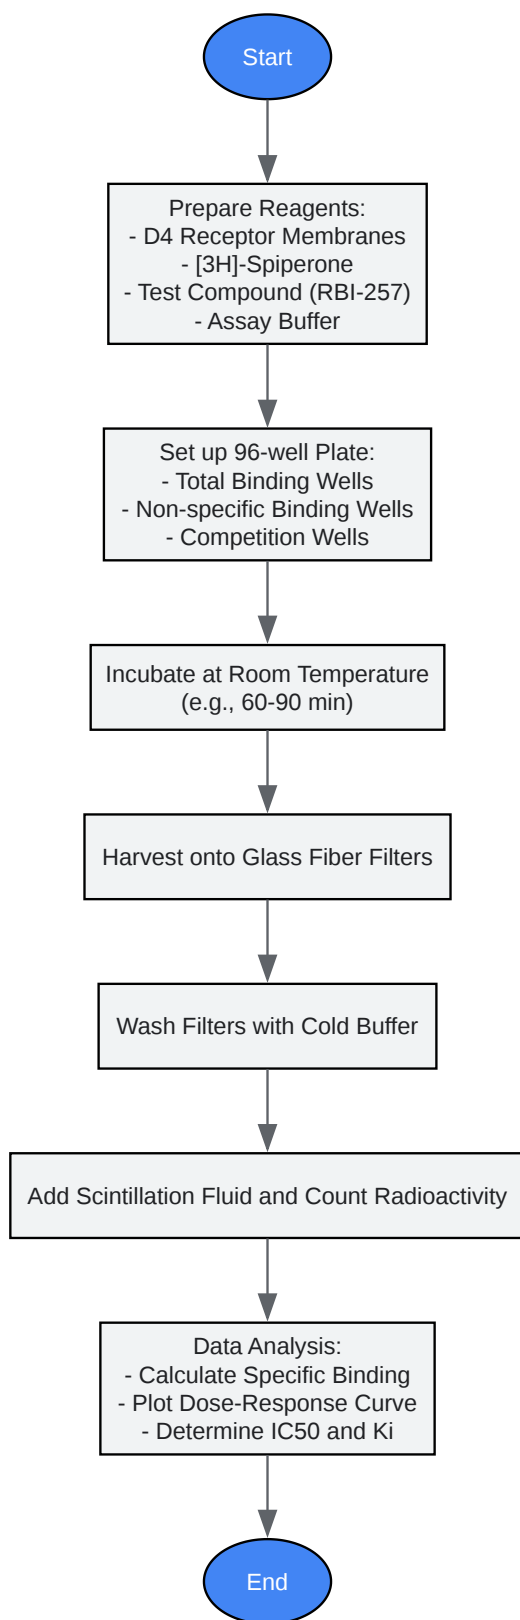 Start
Prepare Reagents:
- D4 Receptor Membranes
- [3H]-Spiperone
- Test Compound (RBI-257)
- Assay Buffer
Set up 96-well Plate:
- Total Binding Wells
- Non-specific Binding Wells
- Competition Wells
Incubate at Room Temperature
(e.g., 60-90 min)
Harvest onto Glass Fiber Filters
Wash Filters with Cold Buffer
Add Scintillation Fluid and Count Radioactivity
Data Analysis:
- Calculate Specific Binding
- Plot Dose-Response Curve
- Determine IC50 and Ki
End